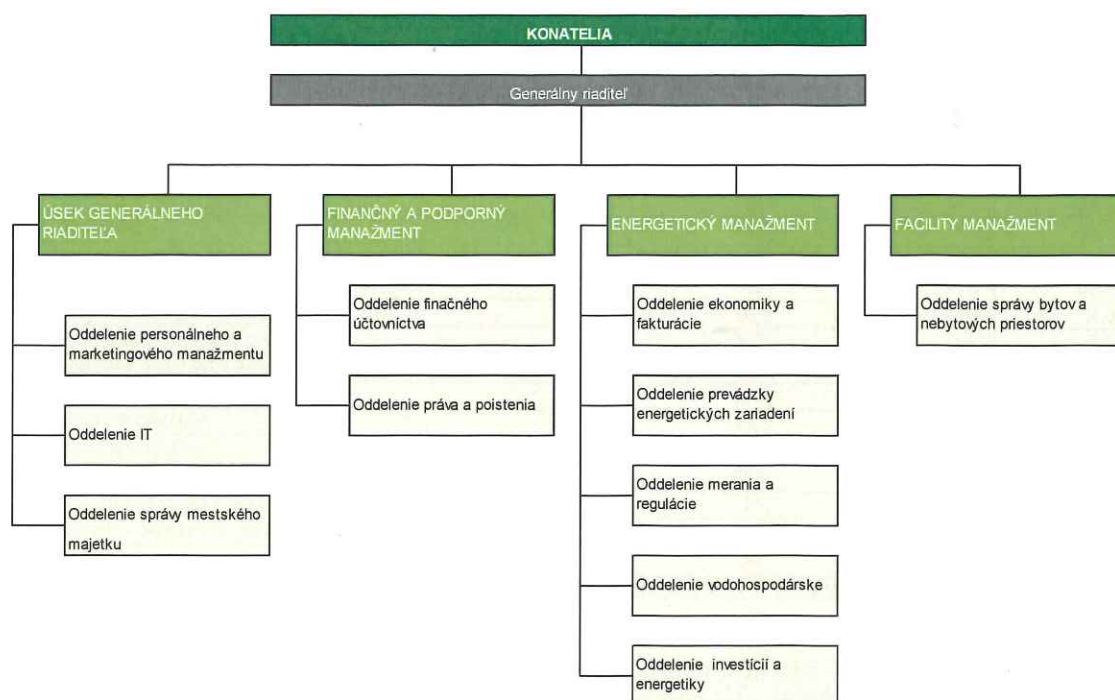 KONATELIA
Generálny riaditeľ
ÚSEK GENERÁLNEHO
RIADITEĽA
Oddelenie personálneho a
marketingového manažmentu
Oddelenie IT
Oddelenie správy mestského
majetku
FINANČNÝ A PODPORNÝ
MANAŽMENT
Oddelenie finačného
účtovníctva
Oddelenie práva a poistenia
ENERGETICKÝ MANAŽMENT
Oddelenie ekonomiky a
fakturácie
Oddelenie prevádzky
energetických zariadení
Oddelenie merania a
regulácie
Oddelenie vodohospodárske
Oddelenie investícií a
energetiky
FACILITY MANAŽMENT
Oddelenie správy bytov a
nebytových priestorov